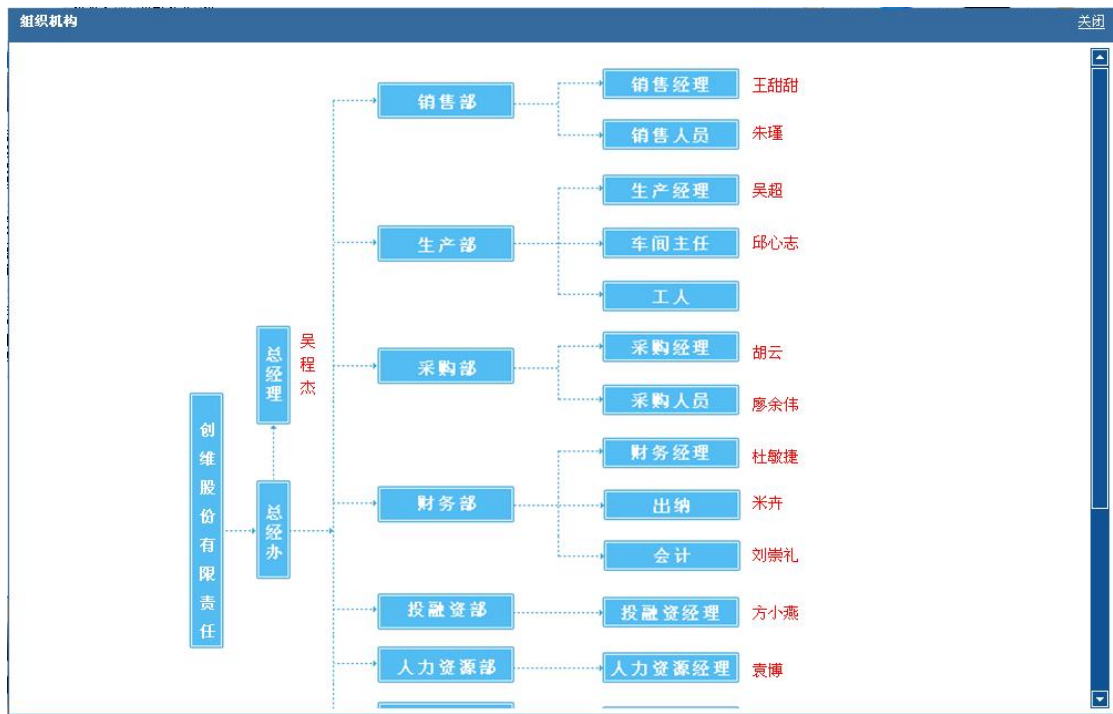 组织机构
关闭
销售部
销售经理
王甜甜
销售人员
朱瑾
生产部
生产经理
吴超
车间主任
邱心志
工人
总经理
吴程杰
采购部
采购经理
胡云
采购人员
廖余伟
创维股份有限责任
总经办
财务部
财务经理
杜敏捷
出纳
米卉
会计
刘崇礼
投融资部
投融资经理
方小燕
人力资源部
人力资源经理
袁博